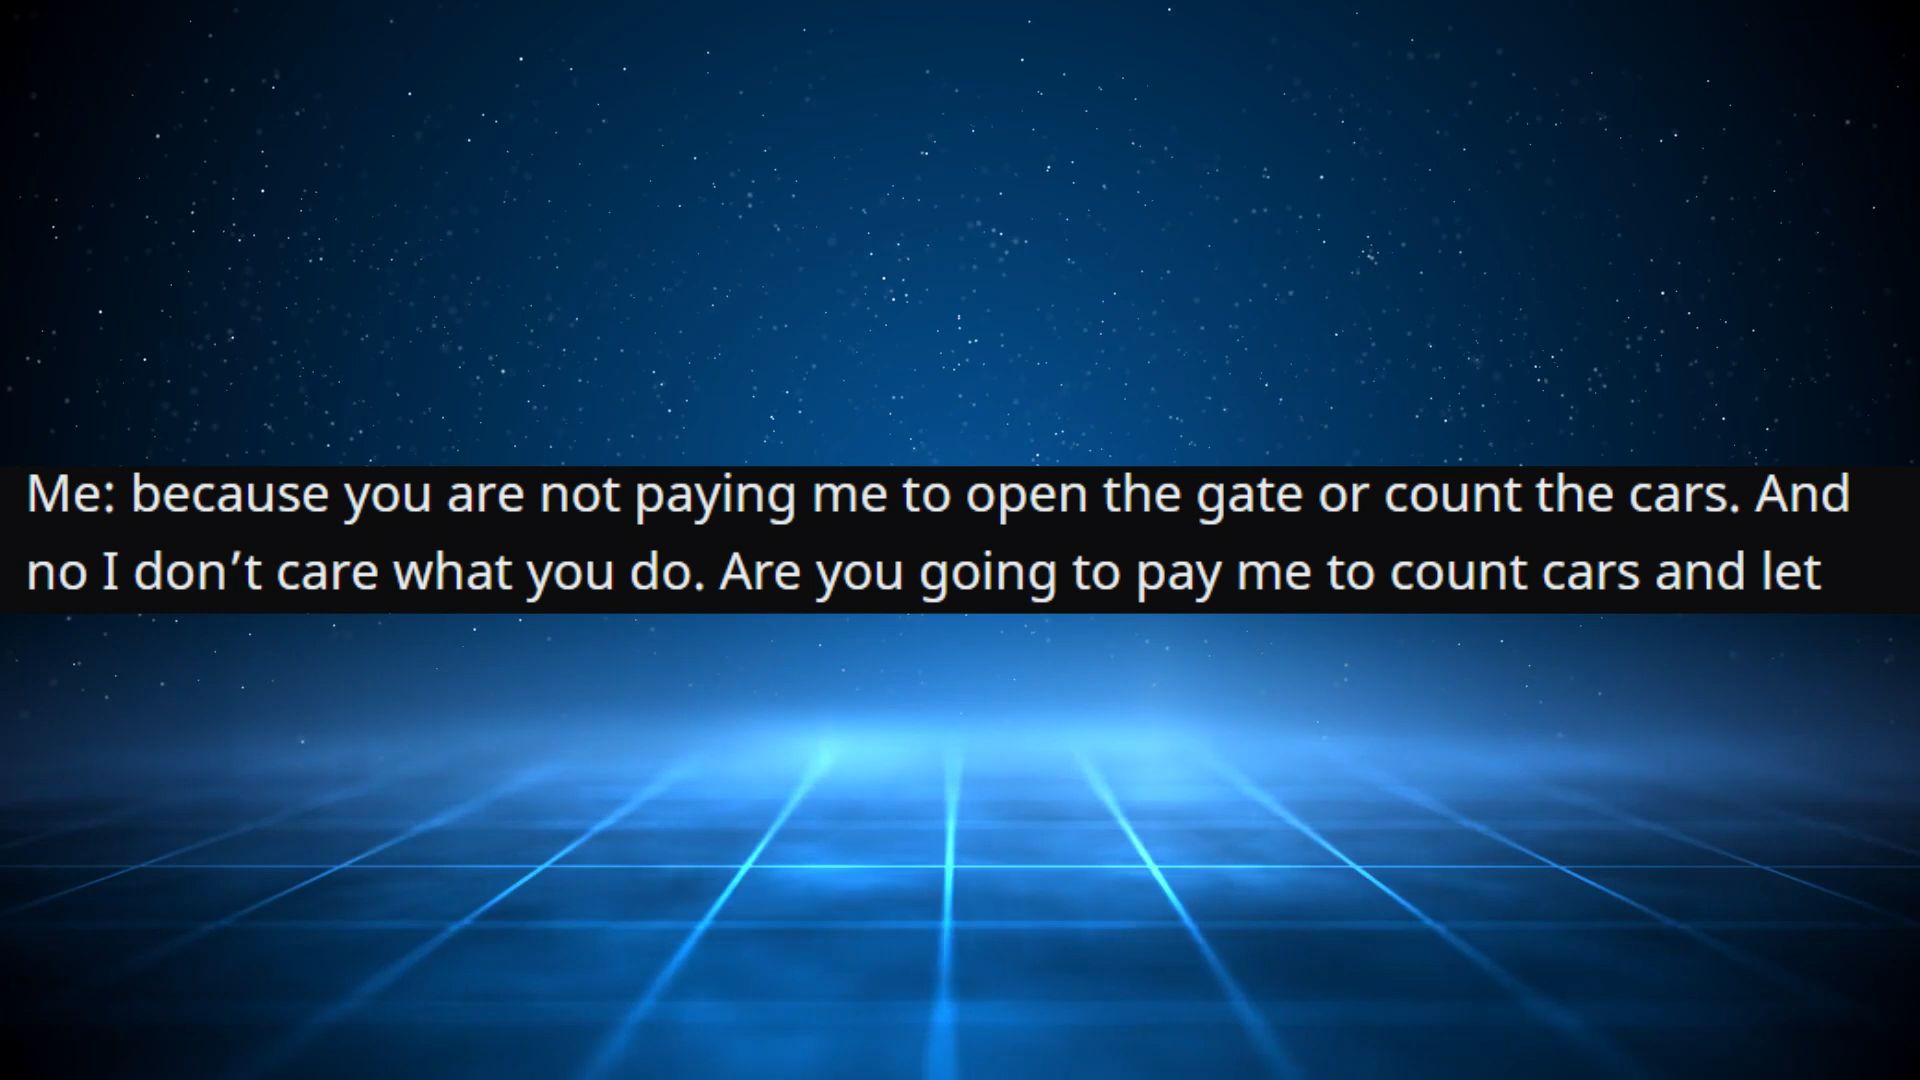 Me: because you are not paying me to open the gate or count the cars. And
no I don’t care what you do. Are you going to pay me to count cars and let